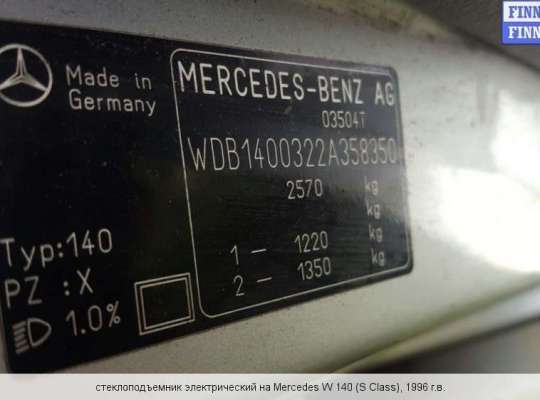 FINN
FINN
Made in
Germany
MERCEDES-BENZ AG
03504T
WDB1400322A358350
2570 kg
kg
1 – 1220 kg
2 – 1350 kg
Typ:140
PZ :X
1.0%
стеклоподъемник электрический на Mercedes W 140 (S Class), 1996 г.в.